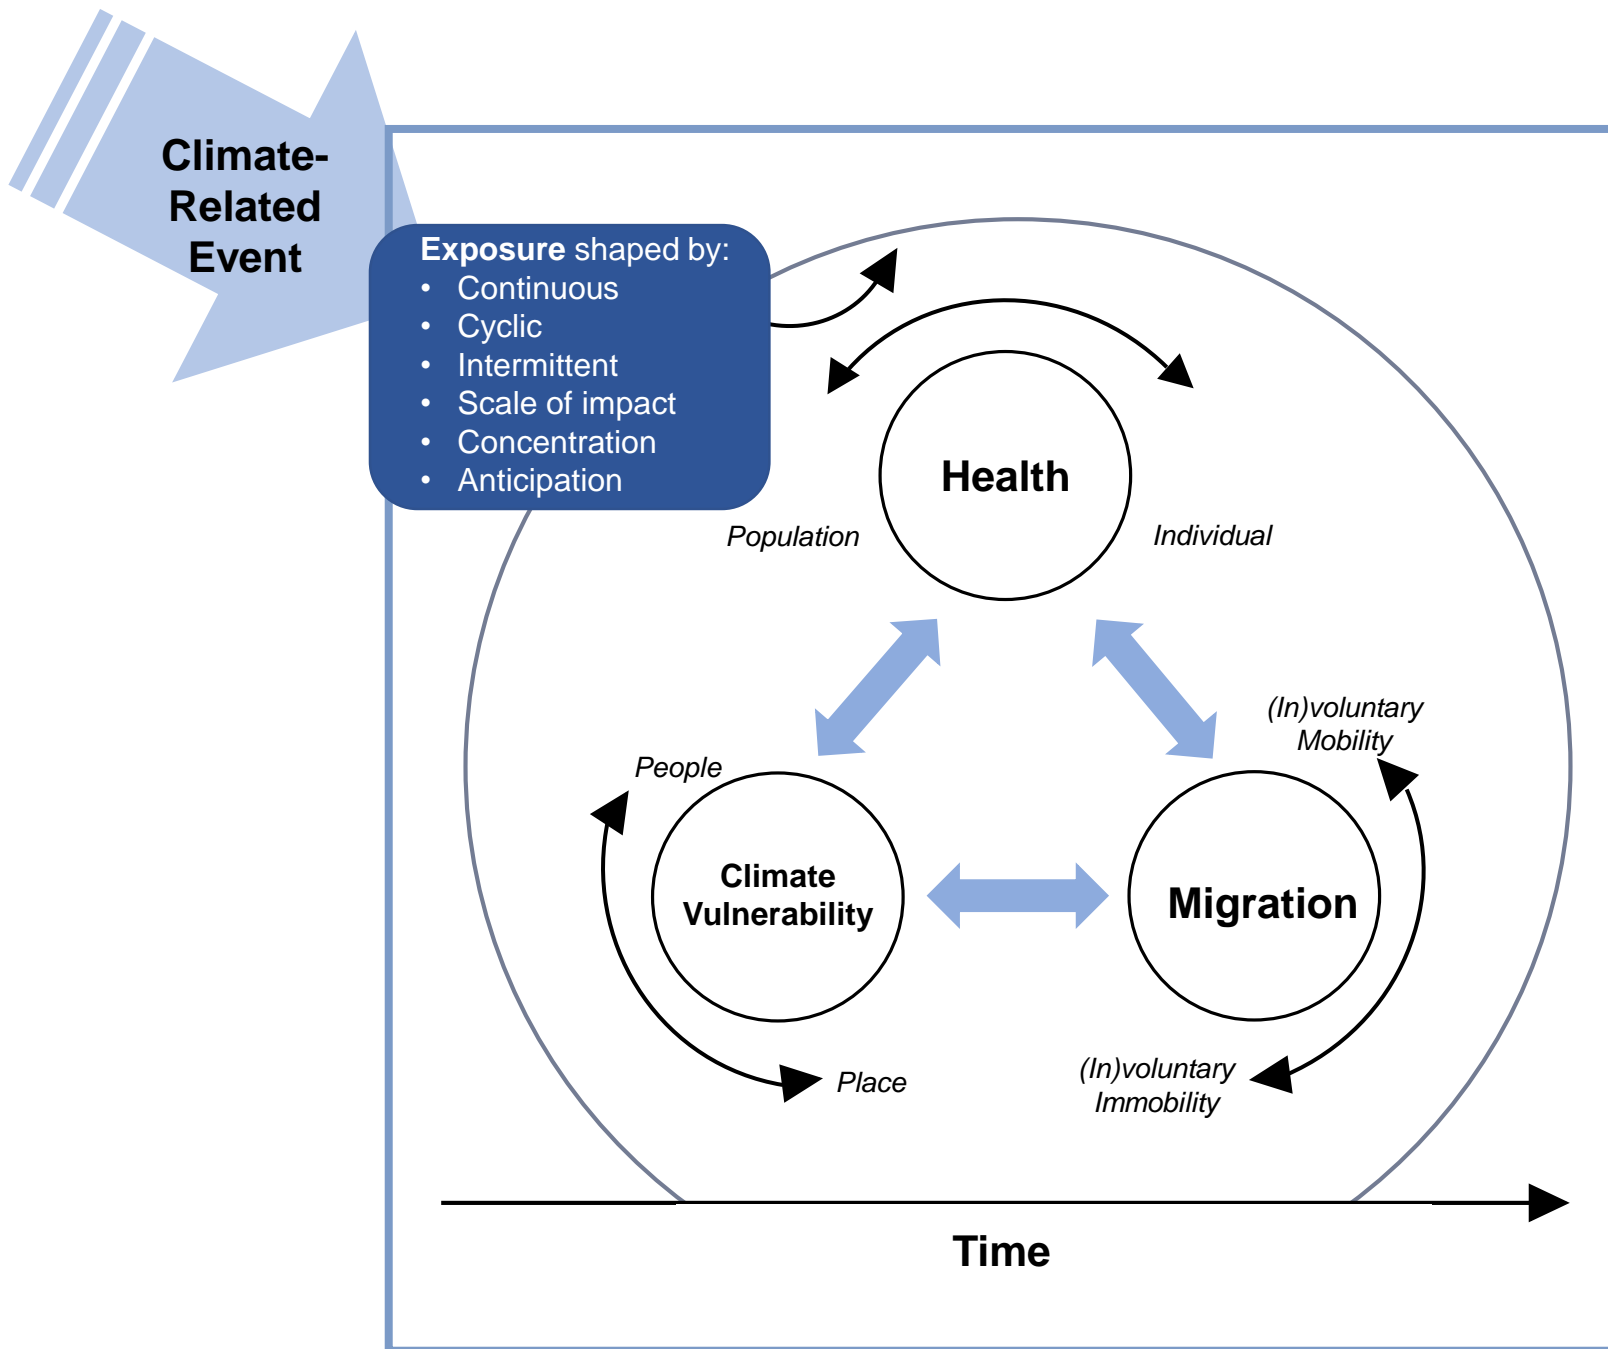 Climate-
Related
Event
Exposure shaped by:
• Continuous
• Cyclic
• Intermittent
• Scale of impact
• Concentration
• Anticipation
Health
Population
Individual
(In)voluntary
Mobility
People
Climate
Vulnerability
Migration
Place
(In)voluntary
Immobility
Time